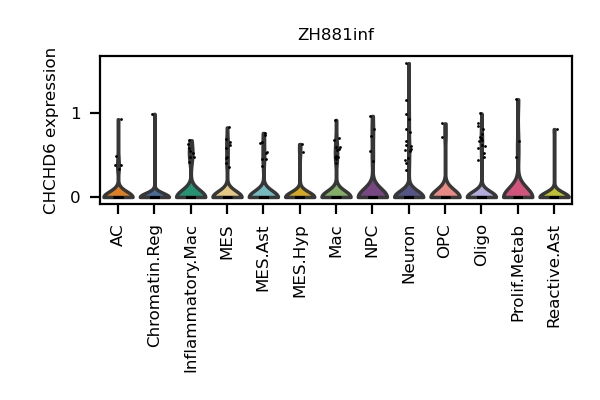 ZH881inf
CHCHD6 expression
1
0
AC
Chromatin.Reg
Inflammatory.Mac
MES
MES.Ast
MES.Hyp
Mac
NPC
Neuron
OPC
Oligo
Prolif.Metab
Reactive.Ast